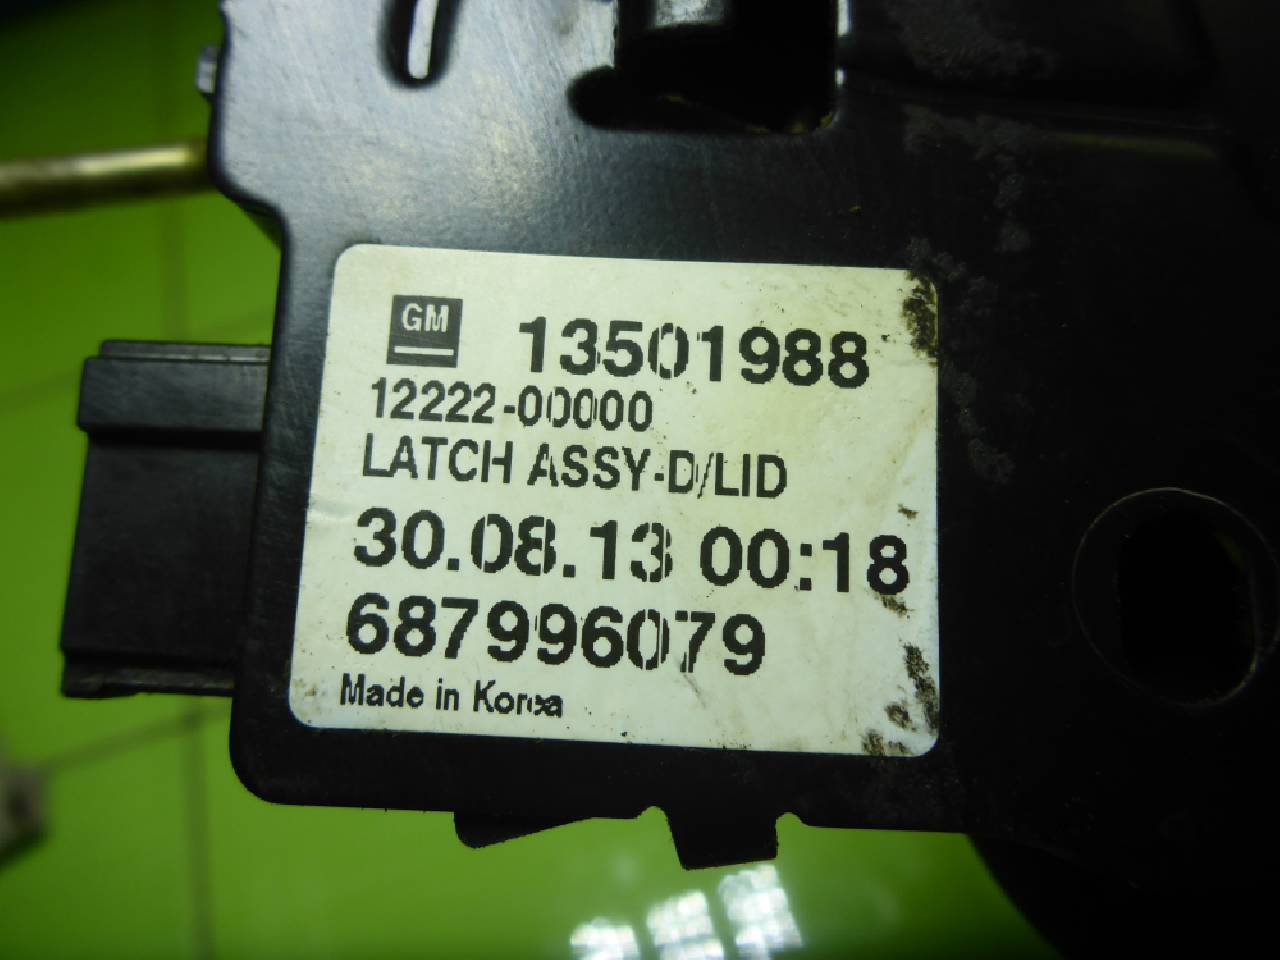 GM
13501988
12222-00000
LATCH ASSY-D/LID
30.08.13 00:18
687996079
Made in Korea